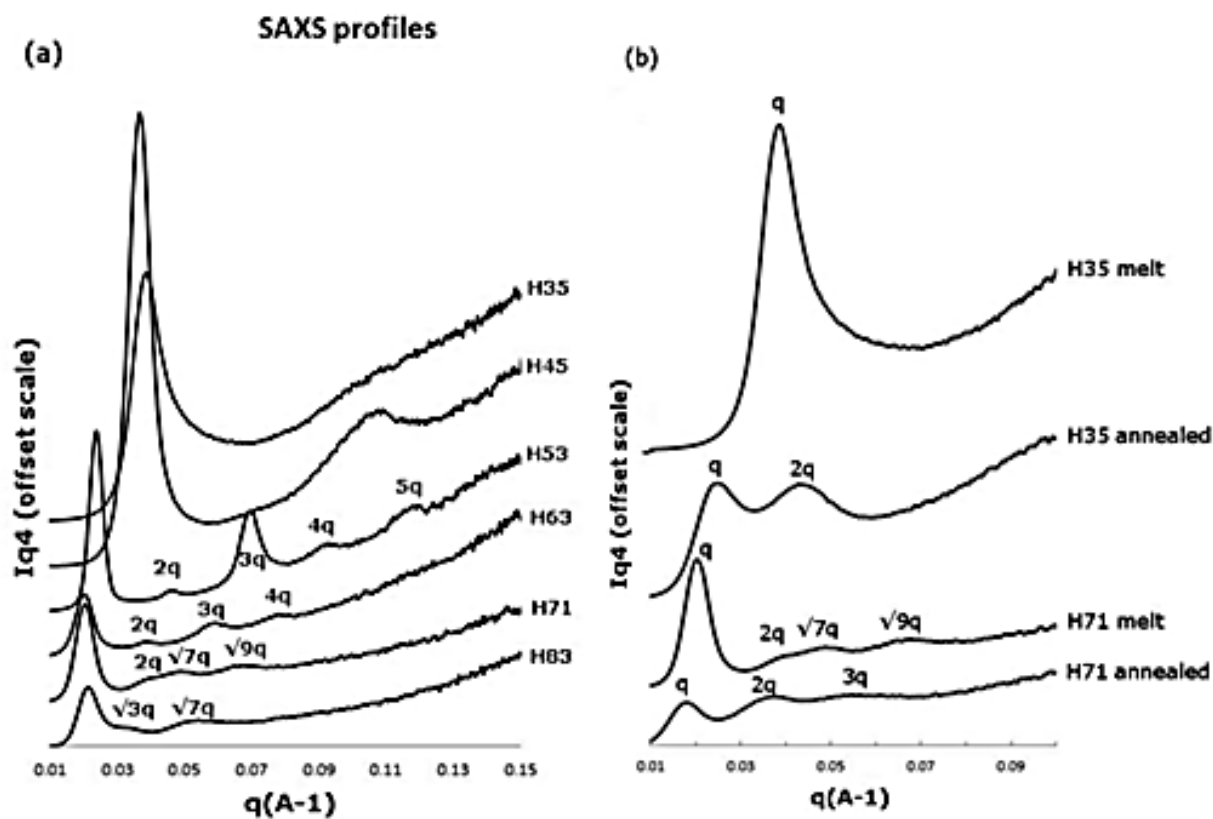 SAXS profiles
(a)
H35
H45
H53
5q
4q
H63
2q
3q
4q
3q
2q
H71
2q
√7q
√9q
H83
√3q
√7q
Iq4 (offset scale)
0.01 0.03 0.05 0.07 0.09 0.11 0.13 0.15
q(A-1)
(b)
q
H35 melt
H35 annealed
q
2q
q
H71 melt
2q
√7q
√9q
H71 annealed
q
2q
3q
Iq4 (offset scale)
0.01 0.03 0.05 0.07 0.09
q(A-1)